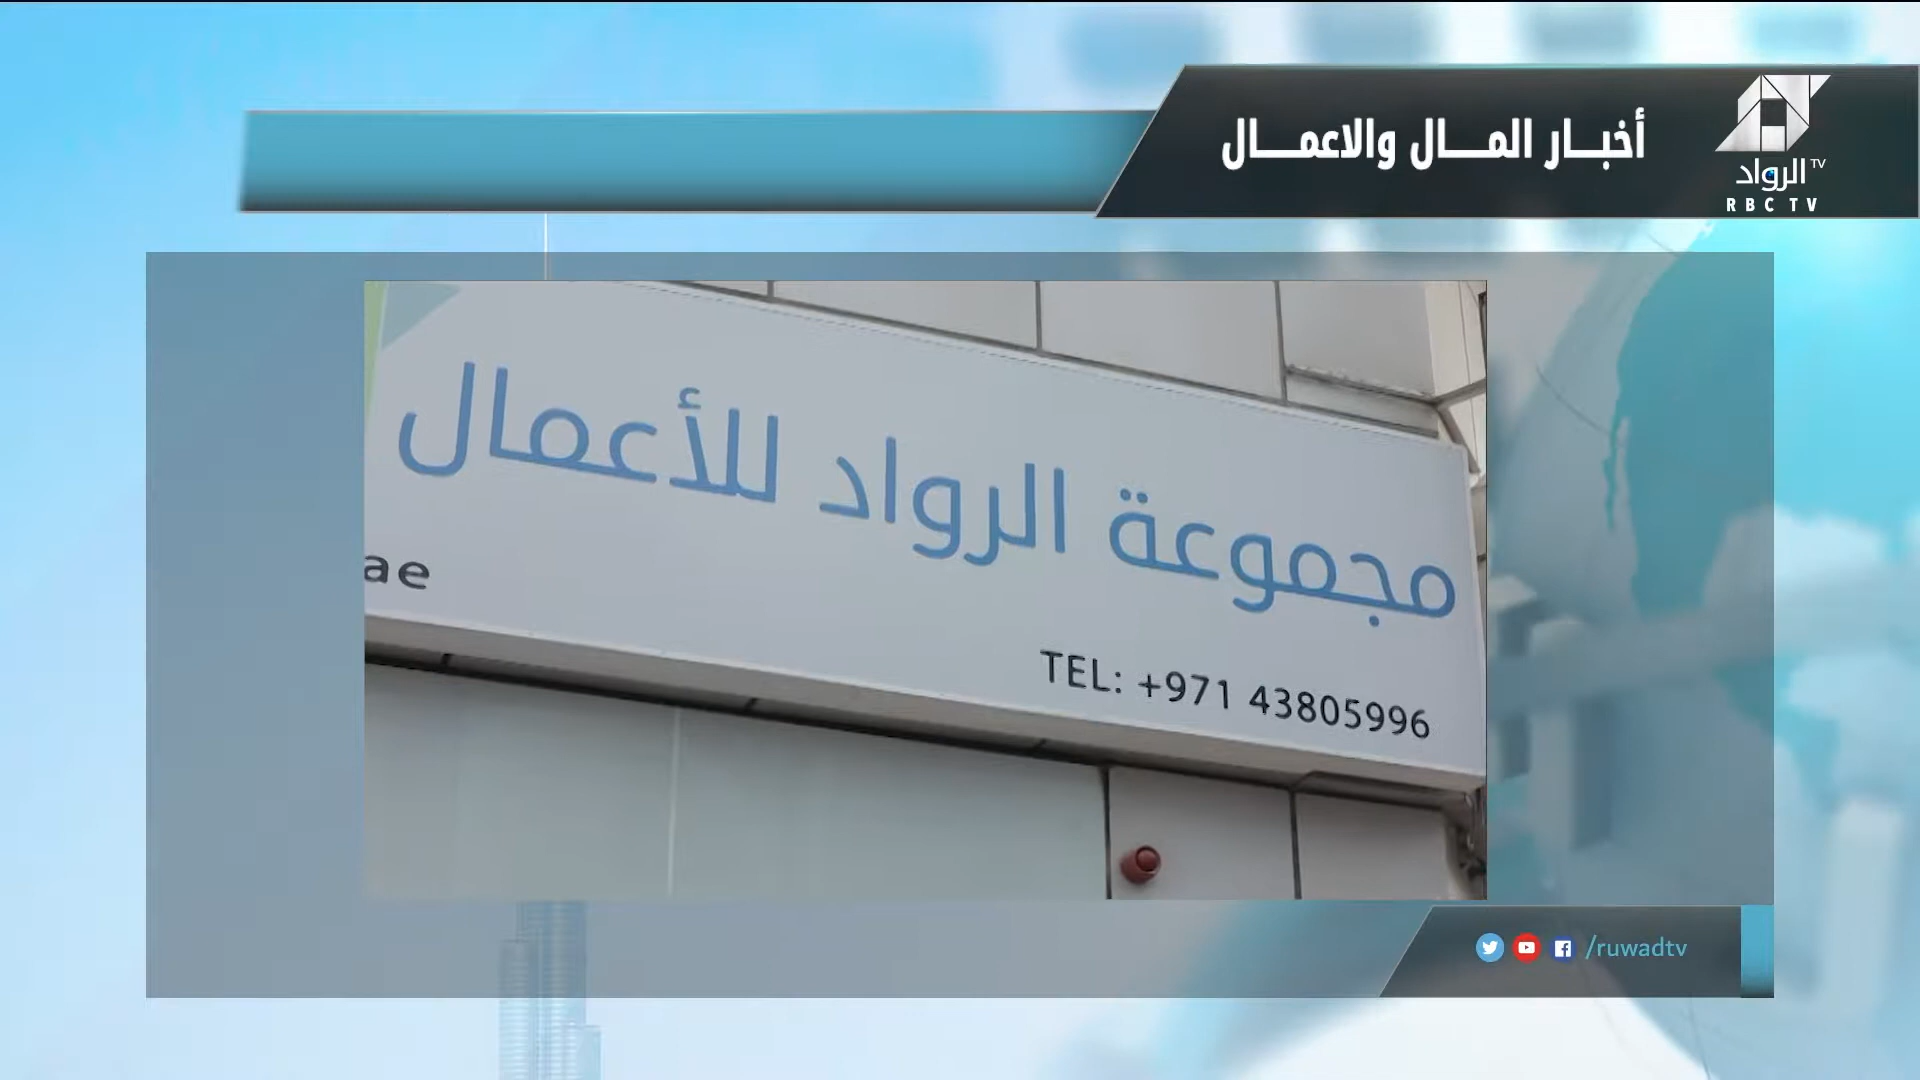 أخبار المال والاعمال
الرواد TV
RBC TV
مجموعة الرواد للأعمال
ae
TEL: +971 43805996
/ruwadtv